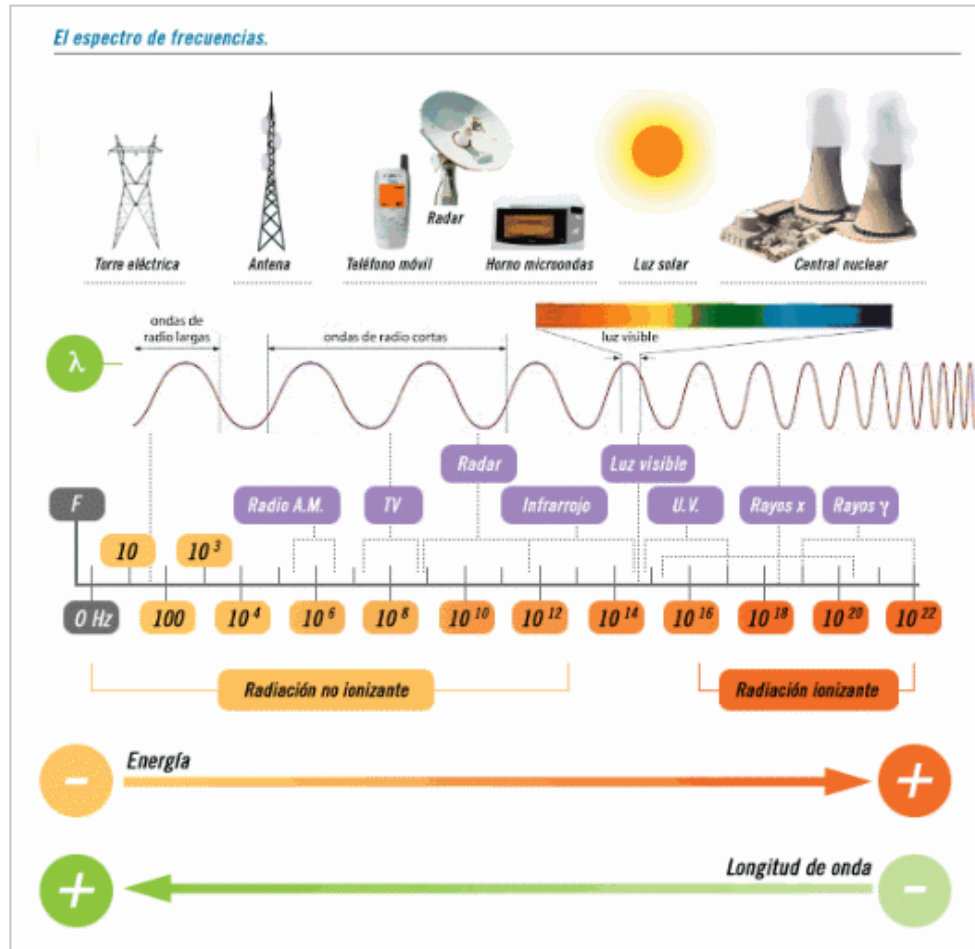 El espectro de frecuencias.
Radar
Torre eléctrica
Antena
Teléfono móvil
Horno microondas
Luz solar
Central nuclear
ondas de
radio largas
ondas de radio cortas
luz visible
λ
Radar
Luz visible
F
Radio A.M.
TV
Infrarrojo
U.V.
Rayos x
Rayos γ
10
10³
0 Hz
100
10⁴
10⁶
10⁸
10¹⁰
10¹²
10¹⁴
10¹⁶
10¹⁸
10²⁰
10²²
Radiación no ionizante
Radiación ionizante
Energía
-
+
Longitud de onda
+
-